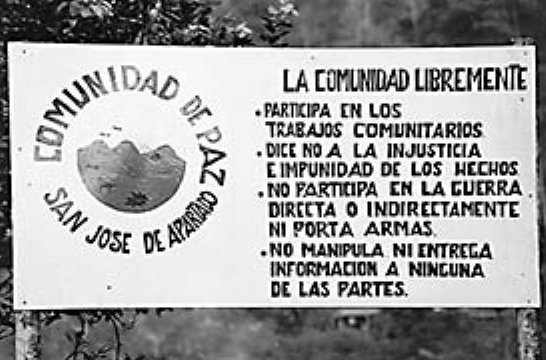 COMUNIDAD DE PAZ
SAN JOSE DE APARTADO
LA COMUNIDAD LIBREMENTE
• PARTICIPA EN LOS
TRABAJOS COMUNITARIOS
• DICE NO A LA INJUSTICIA
E IMPUNIDAD DE LOS HECHOS
• NO PARTICIPA EN LA GUERRA
DIRECTA O INDIRECTAMENTE
NI PORTA ARMAS.
• NO MANIPULA NI ENTREGA
INFORMACION A NINGUNA
DE LAS PARTES.